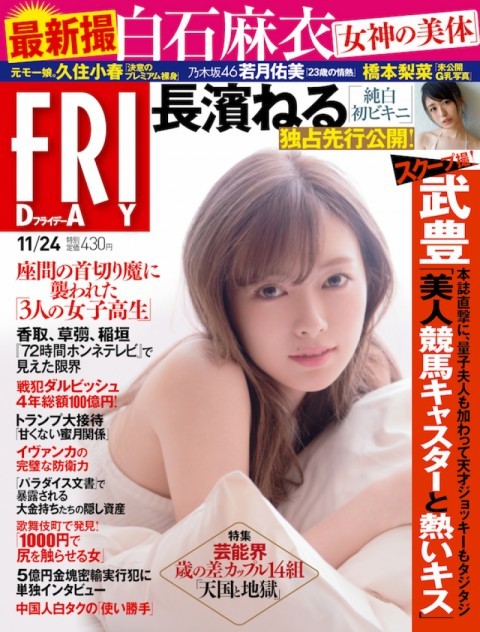 最新撮
白石麻衣
「女神の美体」
元モー娘。久住小春「決意のプレミアム裸身」
乃木坂46若月佑美「23歳の情熱」
橋本梨菜「未公開G乳写真」
FRI
DAY
フライデー
11/24 特別定価430円
長濱ねる
「純白初ビキニ」
独占先行公開!
スクープ撮!
武豊
本誌直撃に、量子夫人も加わって天才ジョッキーもタジタジ
「美人競馬キャスターと熱いキス」
座間の首切り魔に
襲われた
「3人の女子高生」
香取、草彅、稲垣
『72時間ホンネテレビ』で
見えた限界
戦犯ダルビッシュ
4年総額100億円!
トランプ大接待
「甘くない蜜月関係」
イヴァンカの
完璧な防衛力
「パラダイス文書」で
暴露される
大金持ちたちの隠し資産
歌舞伎町で発見!
「1000円で
尻を触らせる女」
5億円金塊密輸実行犯に
単独インタビュー
中国人白タクの「使い勝手」
特集
芸能界
歳の差カップル14組
「天国と地獄」